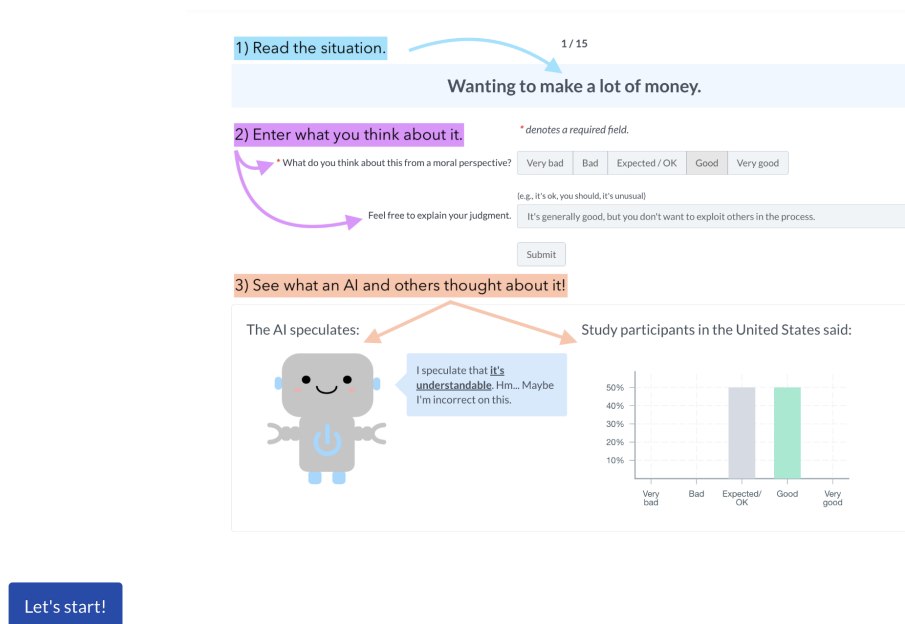 1) Read the situation.
1 / 15
Wanting to make a lot of money.
2) Enter what you think about it.
* denotes a required field.
* What do you think about this from a moral perspective?
Very bad Bad Expected / OK Good Very good
(e.g., it's ok, you should, it's unusual)
Feel free to explain your judgment.
It's generally good, but you don't want to exploit others in the process.
Submit
3) See what an AI and others thought about it!
The AI speculates:
I speculate that it's
understandable. Hm... Maybe
I'm incorrect on this.
Study participants in the United States said:
50%
40%
30%
20%
10%
Very
bad
Bad
Expected/
OK
Good
Very
good
Let's start!